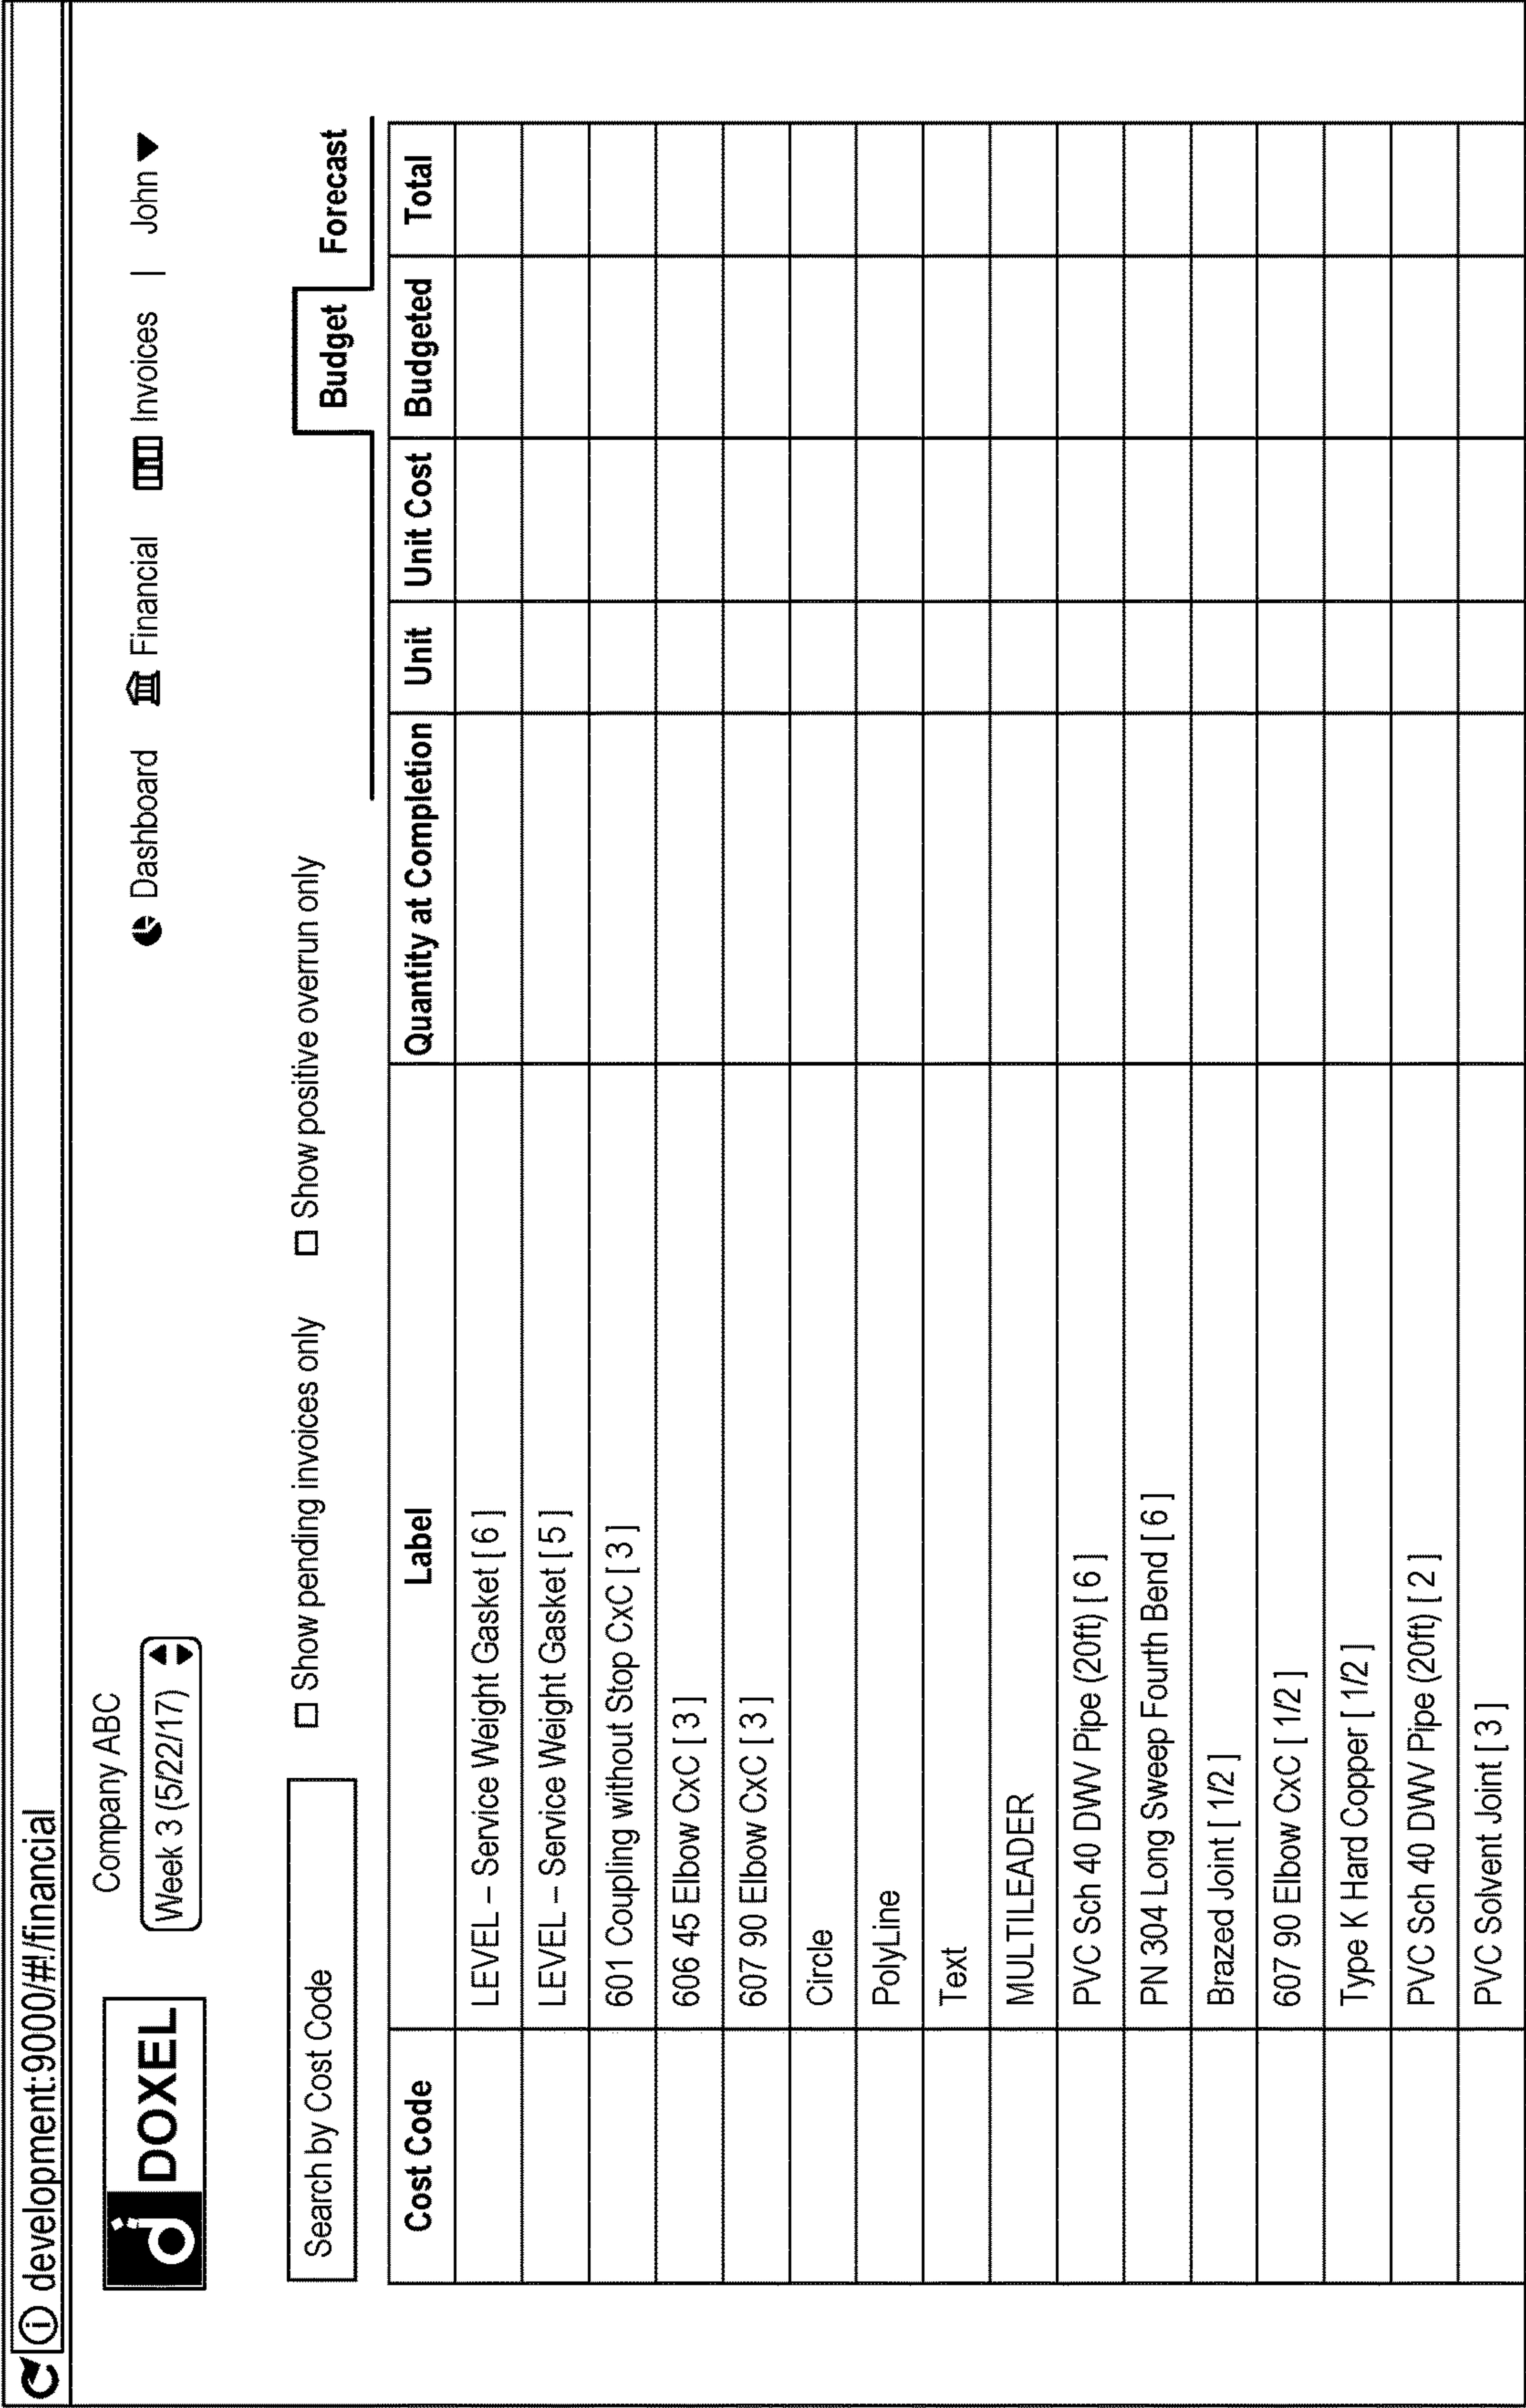 development:9000/#!/financial
DOXEL
Company ABC
Week 3 (5/22/17)
Dashboard Financial Invoices | John
Search by Cost Code
Show pending invoices only
Show positive overrun only
Budget Forecast
Cost Code Label Quantity at Completion Unit Unit Cost Budgeted Total
LEVEL – Service Weight Gasket [ 6 ]
LEVEL – Service Weight Gasket [ 5 ]
601 Coupling without Stop CxC [ 3 ]
606 45 Elbow CxC [ 3 ]
607 90 Elbow CxC [ 3 ]
Circle
PolyLine
Text
MULTILEADER
PVC Sch 40 DWV Pipe (20ft) [ 6 ]
PN 304 Long Sweep Fourth Bend [ 6 ]
Brazed Joint [ 1/2 ]
607 90 Elbow CxC [ 1/2 ]
Type K Hard Copper [ 1/2 ]
PVC Sch 40 DWV Pipe (20ft) [ 2 ]
PVC Solvent Joint [ 3 ]